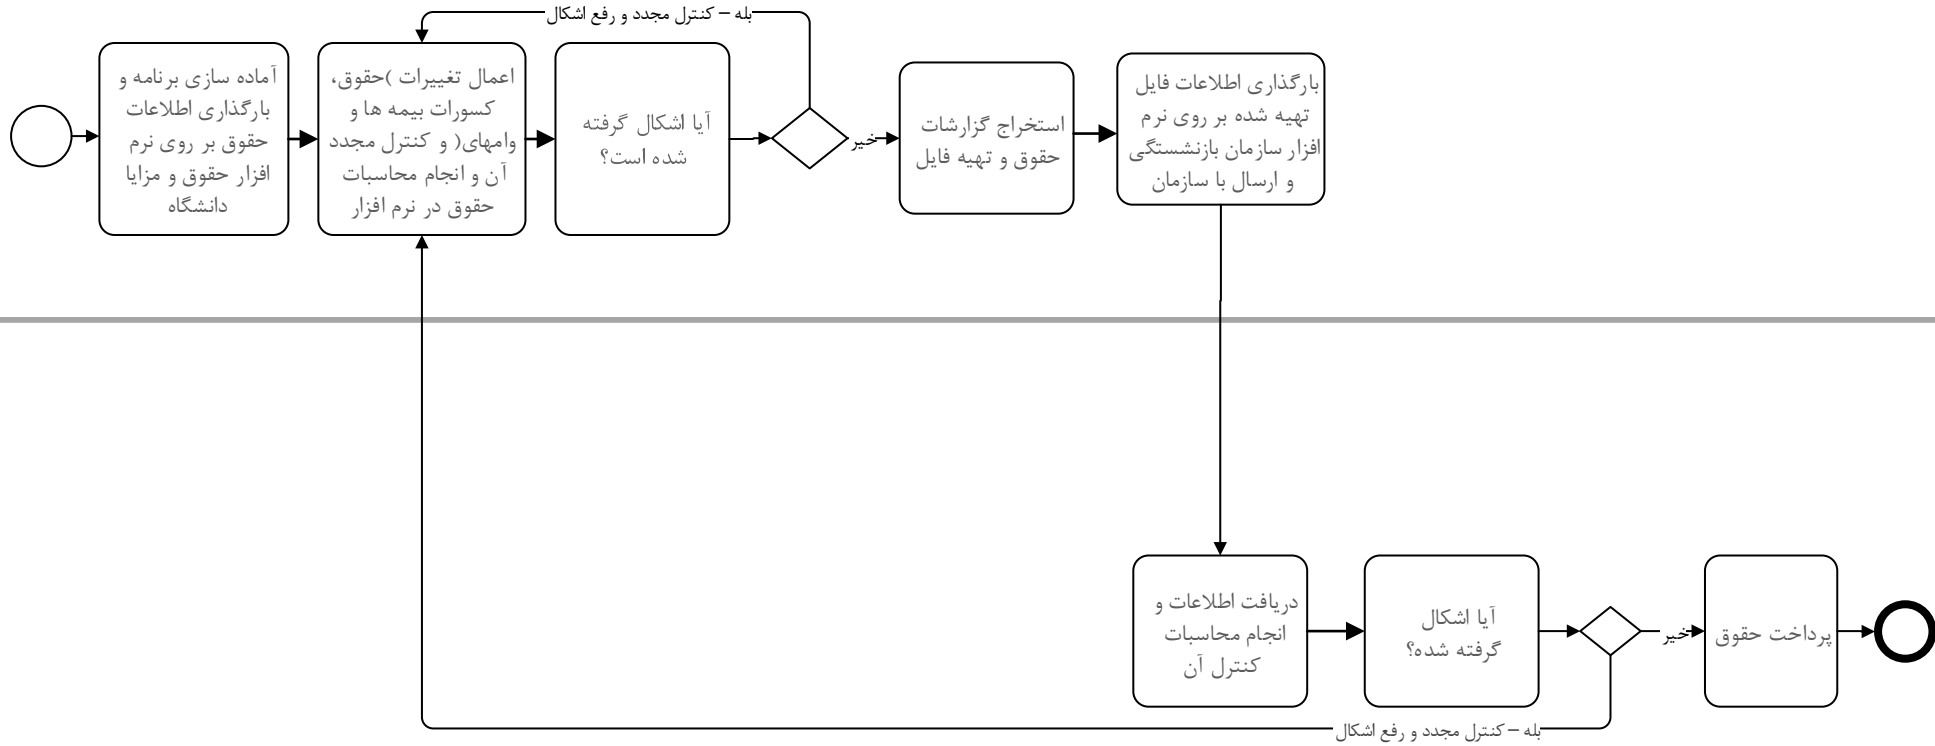 بله – کنترل مجدد و رفع اشکال
آماده سازی برنامه و
بارگذاری اطلاعات
حقوق بر روی نرم
افزار حقوق و مزایا
دانشگاه
اعمال تغییرات )حقوق،
کسورات بیمه ها و
وامهای( و کنترل مجدد
آن و انجام محاسبات
حقوق در نرم افزار
آیا اشکال گرفته
شده است؟
خیر
استخراج گزارشات
حقوق و تهیه فایل
بارگذاری اطلاعات فایل
تهیه شده بر روی نرم
افزار سازمان بازنشستگی
و ارسال با سازمان
دریافت اطلاعات و
انجام محاسبات
کنترل آن
آیا اشکال
گرفته شده؟
خیر
پرداخت حقوق
بله – کنترل مجدد و رفع اشکال